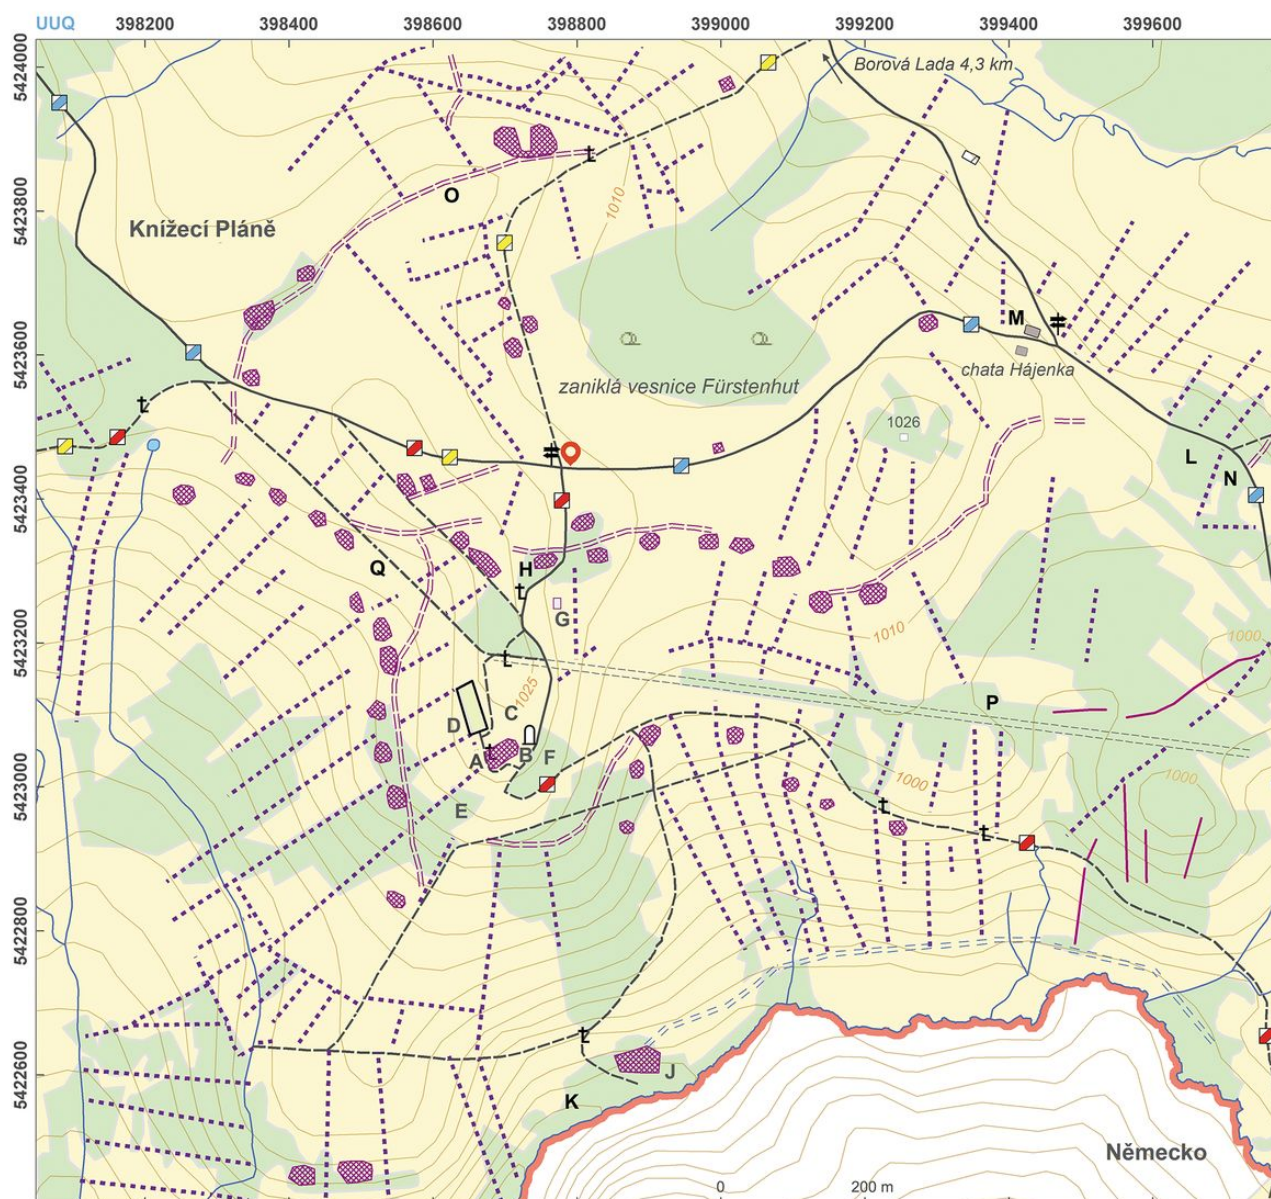 UUQ 398200 398400 398600 398800 399000 399200 399400 399600
5424000
Borová Lada 4,3 km
O
1010
5423800
Knížecí Pláně
M
5423600
chata Hájenka
zaniklá vesnice Fürstenhut
1026
L
N
5423400
H
Q
G
1010
1000
5423200
1025
P
C
D
B
A
F
1000
1000
5423000
E
5422800
J
5422600
K
Německo
0 200 m